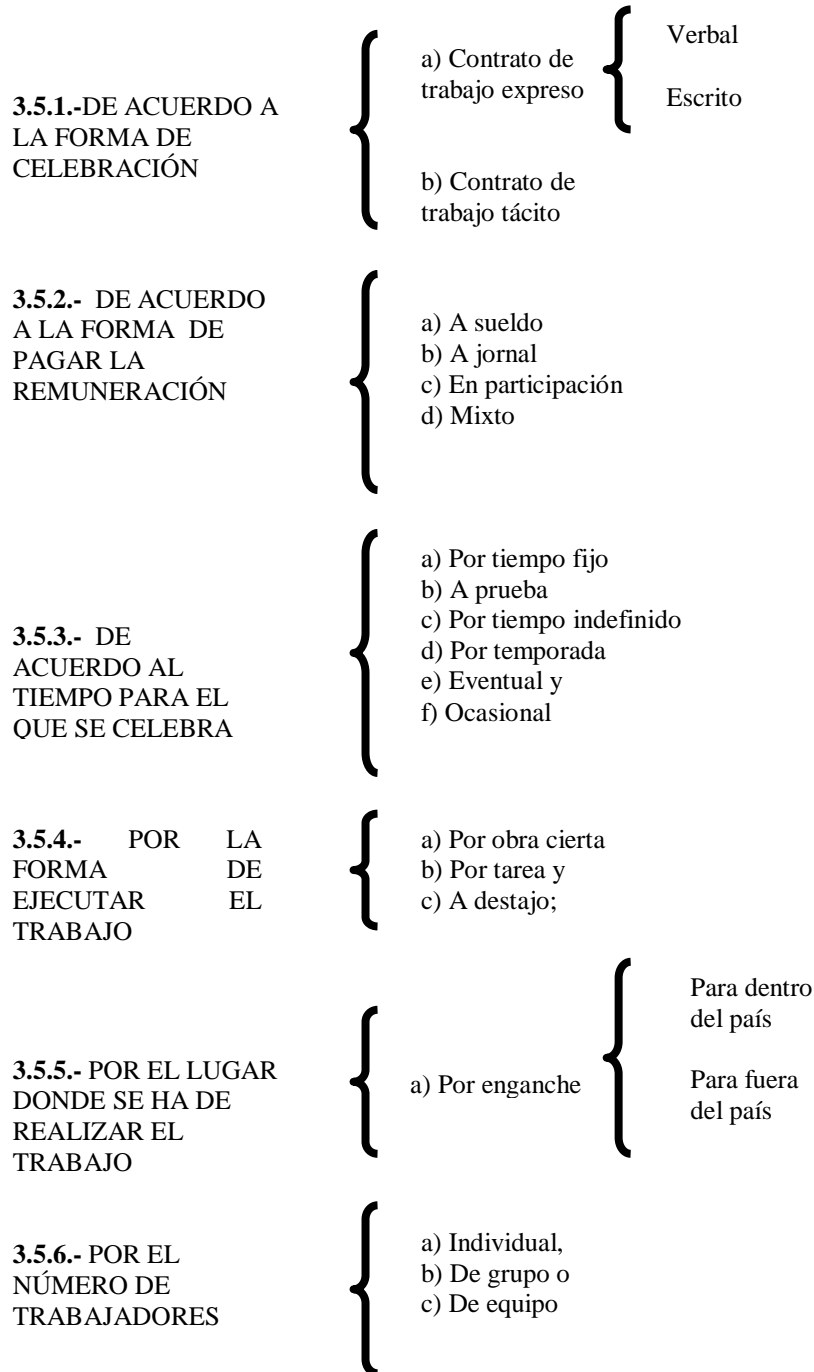 3.5.1.-DE ACUERDO A
LA FORMA DE
CELEBRACIÓN
a) Contrato de
trabajo expreso
Verbal
Escrito
b) Contrato de
trabajo tácito
3.5.2.- DE ACUERDO
A LA FORMA DE
PAGAR LA
REMUNERACIÓN
a) A sueldo
b) A jornal
c) En participación
d) Mixto
3.5.3.- DE
ACUERDO AL
TIEMPO PARA EL
QUE SE CELEBRA
a) Por tiempo fijo
b) A prueba
c) Por tiempo indefinido
d) Por temporada
e) Eventual y
f) Ocasional
3.5.4.- POR LA
FORMA DE
EJECUTAR EL
TRABAJO
a) Por obra cierta
b) Por tarea y
c) A destajo;
3.5.5.- POR EL LUGAR
DONDE SE HA DE
REALIZAR EL
TRABAJO
a) Por enganche
Para dentro
del país
Para fuera
del país
3.5.6.- POR EL
NÚMERO DE
TRABAJADORES
a) Individual,
b) De grupo o
c) De equipo